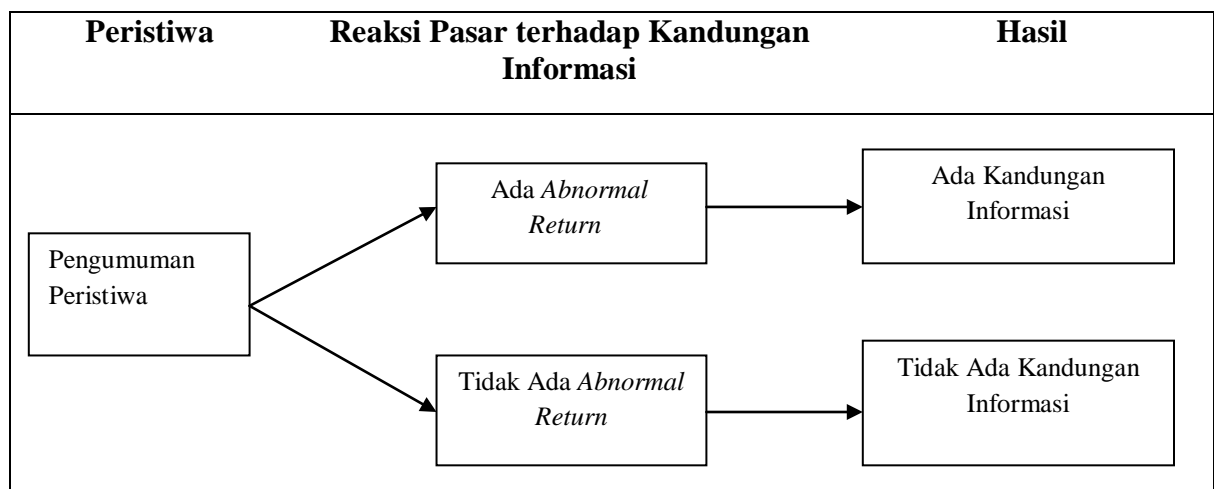 Peristiwa
Reaksi Pasar terhadap Kandungan
Informasi
Hasil
Pengumuman
Peristiwa
Ada Abnormal
Return
Ada Kandungan
Informasi
Tidak Ada Abnormal
Return
Tidak Ada Kandungan
Informasi